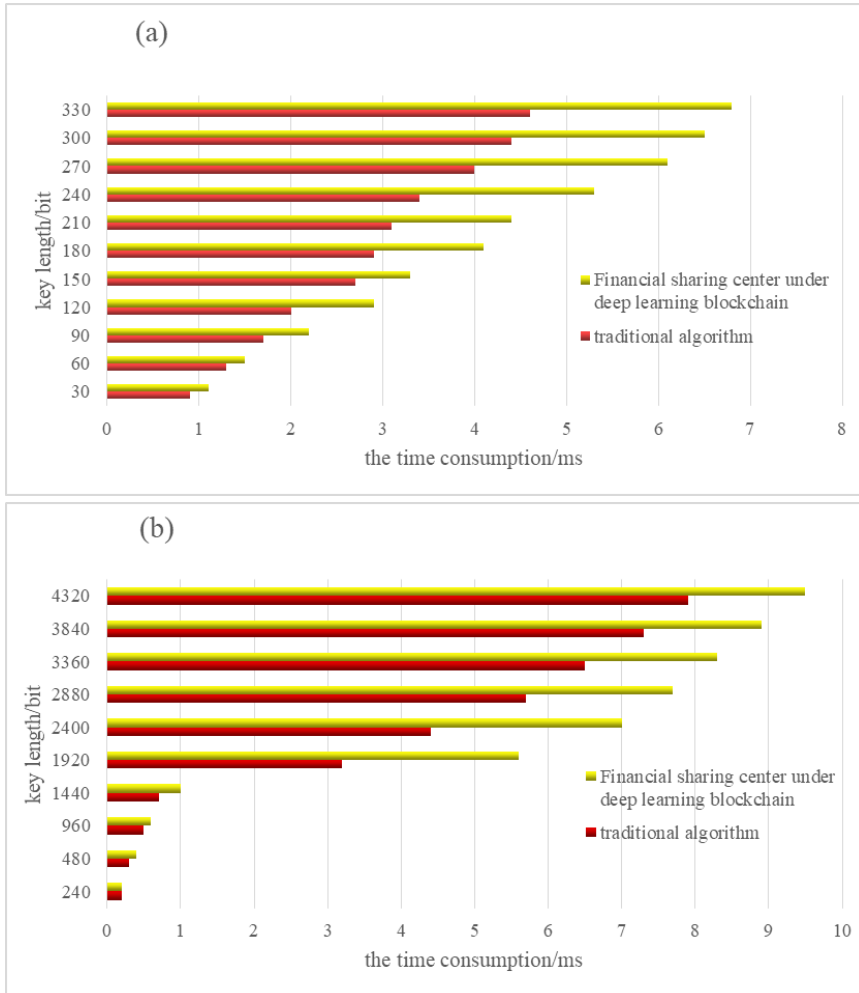 (a)
330
300
270
240
210
180
150
120
90
60
30
key length/bit
Financial sharing center under
deep learning blockchain
traditional algorithm
0 1 2 3 4 5 6 7 8
the time consumption/ms
(b)
4320
3840
3360
2880
2400
1920
1440
960
480
240
key length/bit
Financial sharing center under
deep learning blockchain
traditional algorithm
0 1 2 3 4 5 6 7 8 9 10
the time consumption/ms